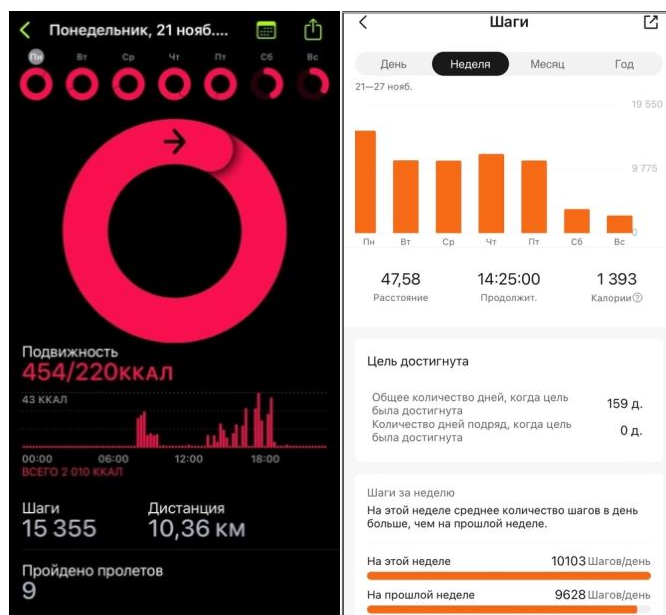 Понедельник, 21 нояб....
Пн Вт Ср Чт Пт Сб Вс
Подвижность
454/220ККАЛ
43 ККАЛ
00:00 06:00 12:00 18:00
ВСЕГО 2 010 ККАЛ
Шаги Дистанция
15 355 10,36 КМ
Пройдено пролетов
9
Шаги
День Неделя Месяц Год
21—27 нояб.
19 550
9 775
0
Пн Вт Ср Чт Пт Сб Вс
47,58 14:25:00 1 393
Расстояние Продолжит. Калории
Цель достигнута
Общее количество дней, когда цель
была достигнута
159 д.
Количество дней подряд, когда цель
была достигнута
0 д.
Шаги за неделю
На этой неделе среднее количество шагов в день
больше, чем на прошлой неделе.
На этой неделе 10103 Шагов/день
На прошлой неделе 9628 Шагов/день